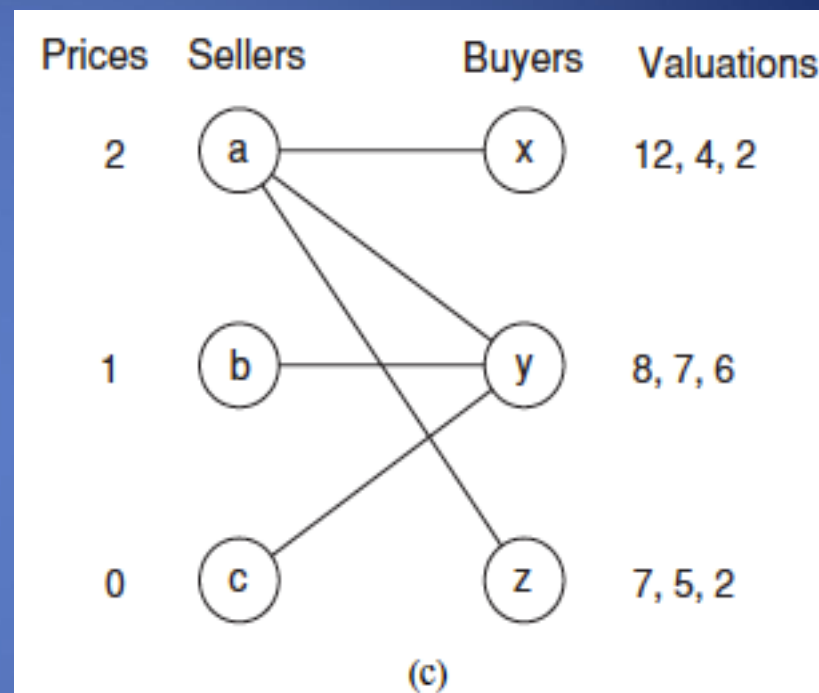 Prices Sellers Buyers Valuations
2 a x 12, 4, 2
1 b y 8, 7, 6
0 c z 7, 5, 2
(c)